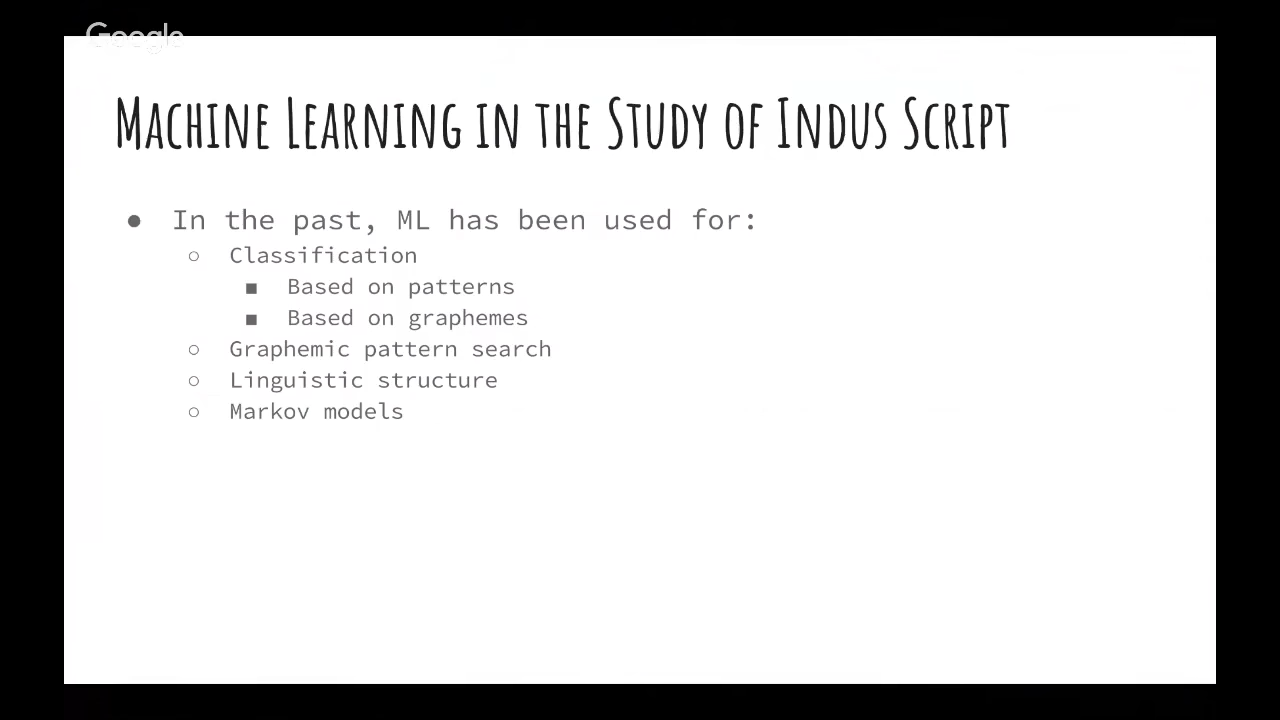 Google
Machine Learning in the Study of Indus Script
● In the past, ML has been used for:
○ Classification
■ Based on patterns
■ Based on graphemes
○ Graphemic pattern search
○ Linguistic structure
○ Markov models